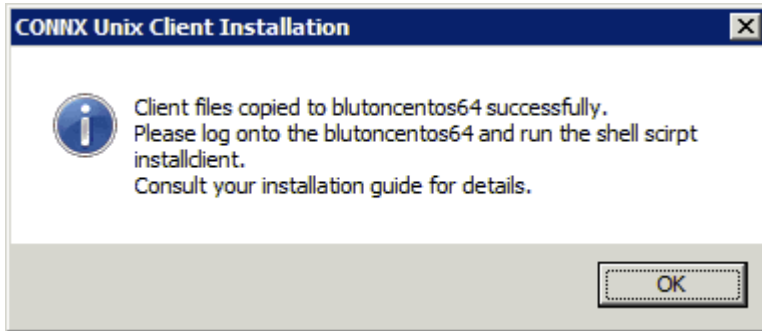 CONNX Unix Client Installation
Client files copied to blutoncentos64 successfully.
Please log onto the blutoncentos64 and run the shell scirpt
installclient.
Consult your installation guide for details.
OK